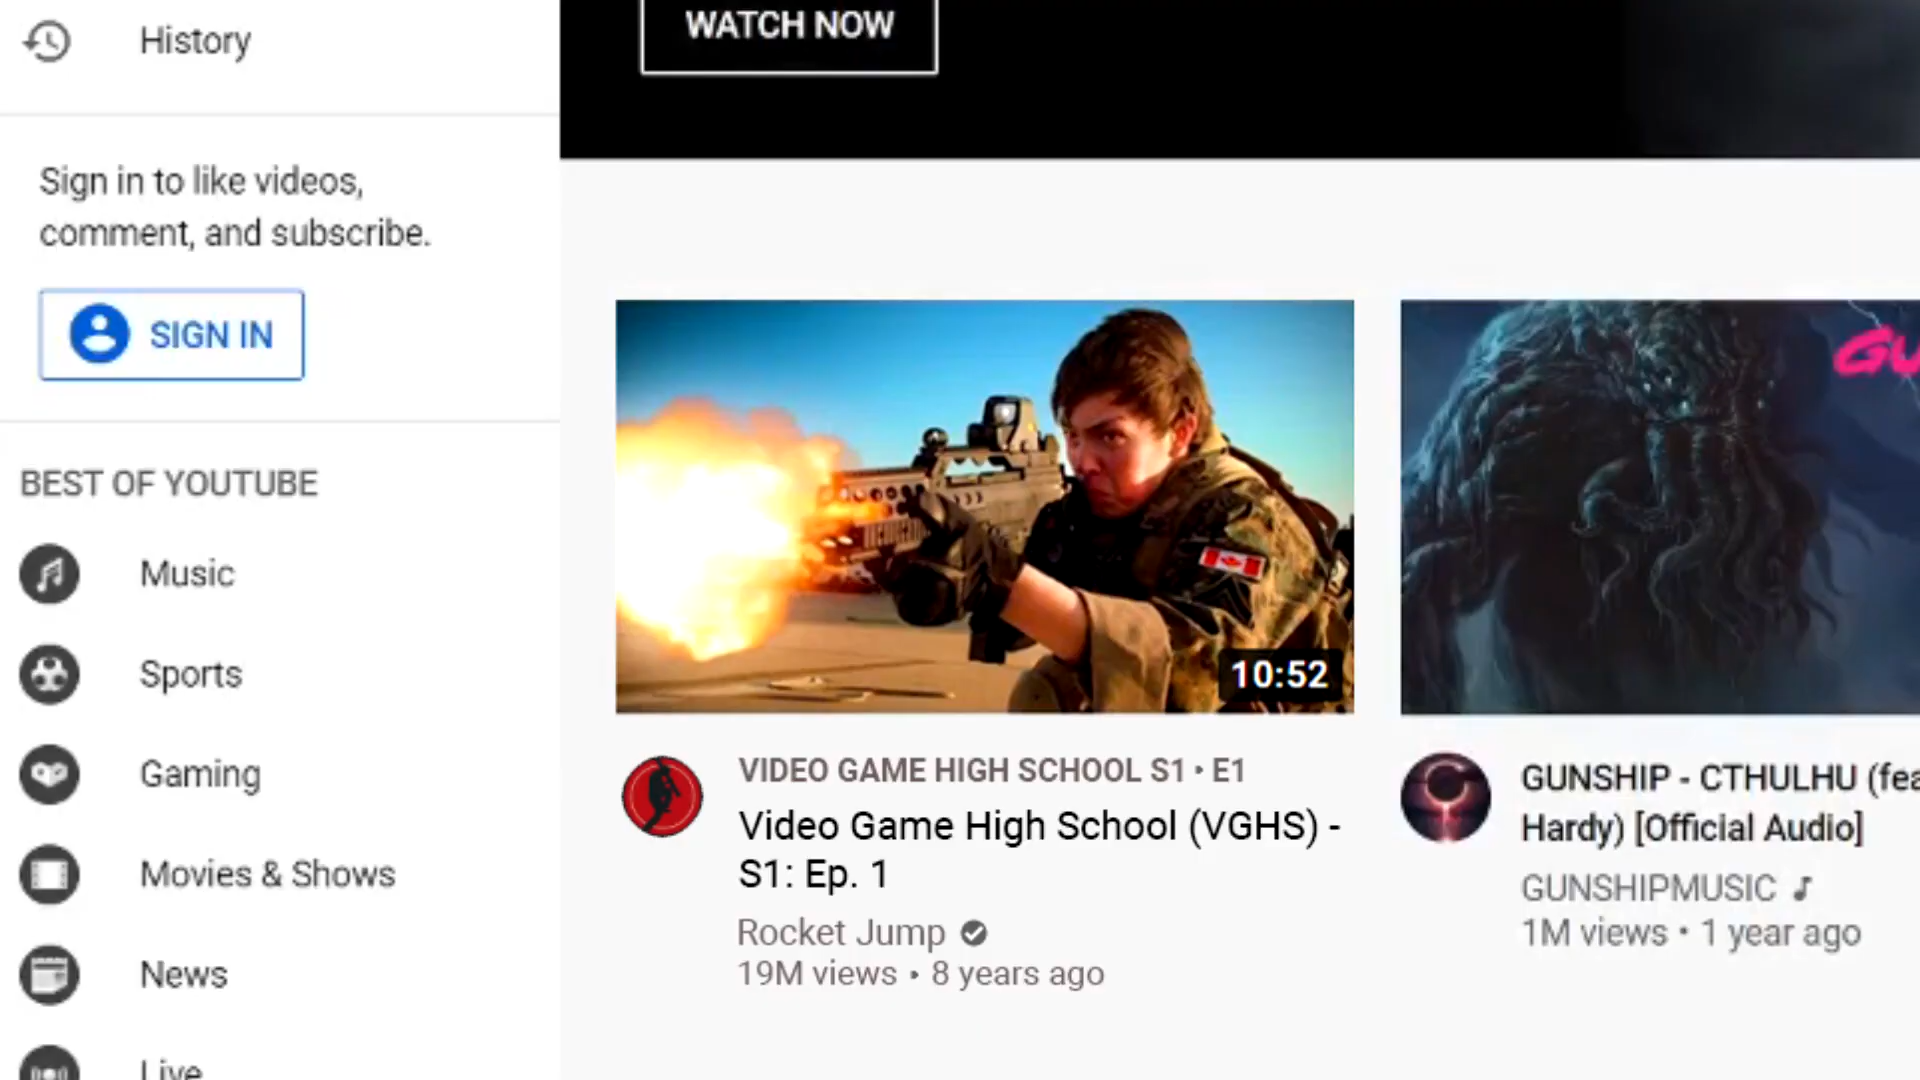 History
Sign in to like videos,
comment, and subscribe.
SIGN IN
BEST OF YOUTUBE
Music
Sports
Gaming
Movies & Shows
News
Live
WATCH NOW
10:52
VIDEO GAME HIGH SCHOOL S1 • E1
Video Game High School (VGHS) -
S1: Ep. 1
Rocket Jump
19M views • 8 years ago
GU
GUNSHIP - CTHULHU (fea
Hardy) [Official Audio]
GUNSHIPMUSIC
1M views • 1 year ago